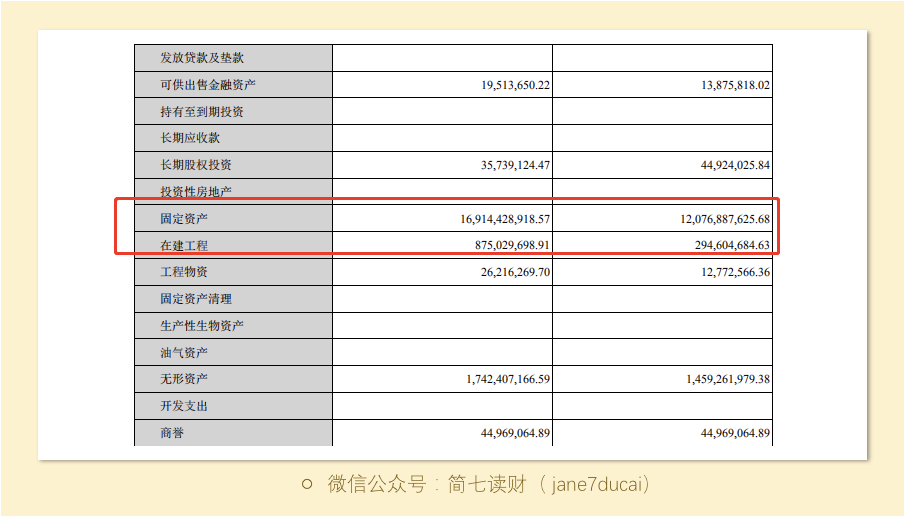 发放贷款及垫款
可供出售金融资产 19,513,650.22 13,875,818.02
持有至到期投资
长期应收款
长期股权投资 35,739,124.47 44,924,025.84
投资性房地产
固定资产 16,914,428,918.57 12,076,887,625.68
在建工程 875,029,698.91 294,604,684.63
工程物资 26,216,269.70 12,772,566.36
固定资产清理
生产性生物资产
油气资产
无形资产 1,742,407,166.59 1,459,261,979.38
开发支出
商誉 44,969,064.89 44,969,064.89
微信公众号：简七读财（jane7ducai）